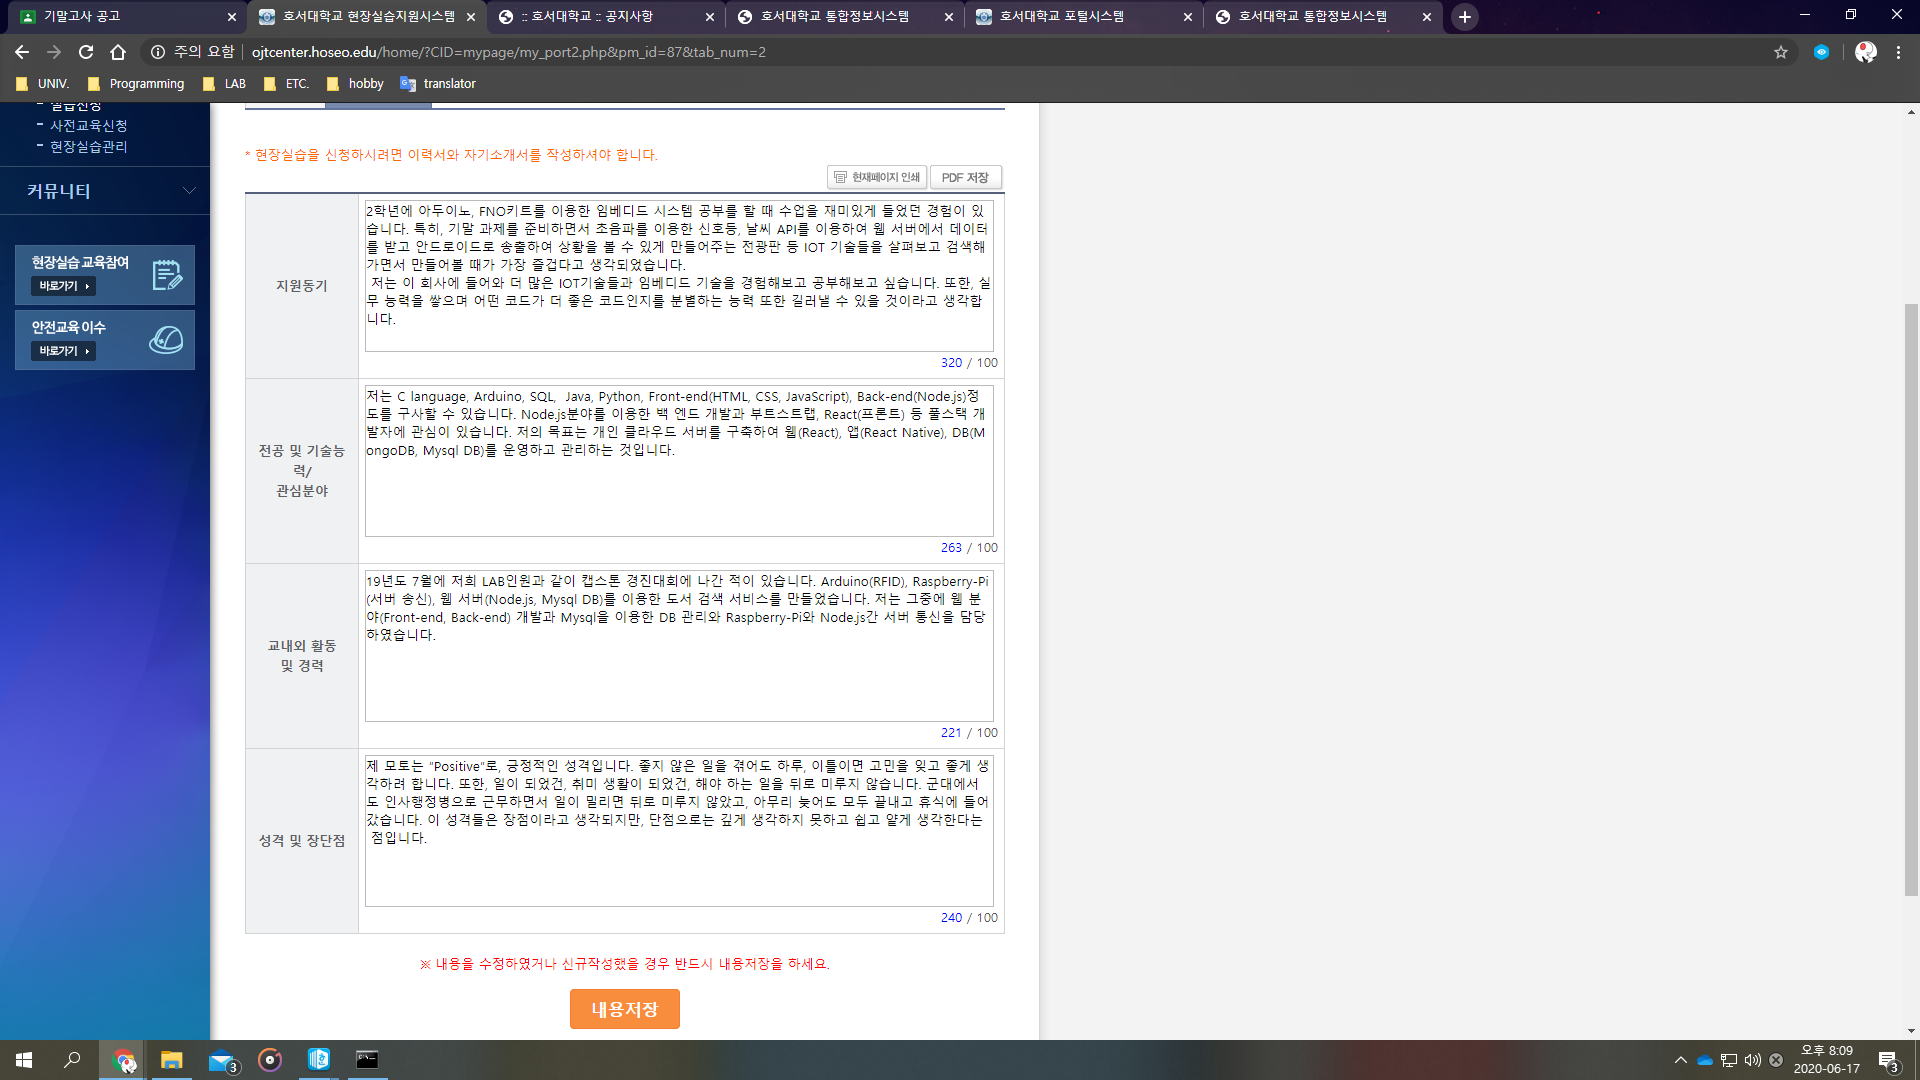 기말고사 공고
호서대학교 현장실습지원시스템
:: 호서대학교 :: 공지사항
호서대학교 통합정보시스템
호서대학교 포털시스템
호서대학교 통합정보시스템
주의 요함
ojtcenter.hoseo.edu/home/?CID=mypage/my_port2.php&pm_id=87&tab_num=2
UNIV.
Programming
LAB
ETC.
hobby
translator
- 실습신청
- 사전교육신청
- 현장실습관리
커뮤니티
현장실습 교육참여
바로가기
안전교육 이수
바로가기
* 현장실습을 신청하시려면 이력서와 자기소개서를 작성하셔야 합니다.
현재페이지 인쇄
PDF 저장
지원동기
2학년에 아두이노, FNO키트를 이용한 임베디드 시스템 공부를 할 때 수업을 재미있게 들었던 경험이 있
습니다. 특히, 기말 과제를 준비하면서 초음파를 이용한 신호등, 날씨 API를 이용하여 웹 서버에서 데이터
를 받고 안드로이드로 송출하여 상황을 볼 수 있게 만들어주는 전광판 등 IOT 기술들을 살펴보고 검색해
가면서 만들어볼 때가 가장 즐겁다고 생각되었습니다.
저는 이 회사에 들어와 더 많은 IOT기술들과 임베디드 기술을 경험해보고 공부해보고 싶습니다. 또한, 실
무 능력을 쌓으며 어떤 코드가 더 좋은 코드인지를 분별하는 능력 또한 길러낼 수 있을 것이라고 생각합
니다.
320 / 100
전공 및 기술능
력/
관심분야
저는 C language, Arduino, SQL,  Java, Python, Front-end(HTML, CSS, JavaScript), Back-end(Node.js)정
도를 구사할 수 있습니다. Node.js분야를 이용한 백 엔드 개발과 부트스트랩, React(프론트) 등 풀스택 개
발자에 관심이 있습니다. 저의 목표는 개인 클라우드 서버를 구축하여 웹(React), 앱(React Native), DB(M
ongoDB, Mysql DB)를 운영하고 관리하는 것입니다.
263 / 100
교내외 활동
및 경력
19년도 7월에 저희 LAB인원과 같이 캡스톤 경진대회에 나간 적이 있습니다. Arduino(RFID), Raspberry-Pi
(서버 송신), 웹 서버(Node.js, Mysql DB)를 이용한 도서 검색 서비스를 만들었습니다. 저는 그중에 웹 분
야(Front-end, Back-end) 개발과 Mysql을 이용한 DB 관리와 Raspberry-Pi와 Node.js간 서버 통신을 담당
하였습니다.
221 / 100
성격 및 장단점
제 모토는 "Positive"로, 긍정적인 성격입니다. 좋지 않은 일을 겪어도 하루, 이틀이면 고민을 잊고 좋게 생
각하려 합니다. 또한, 일이 되었건, 취미 생활이 되었건, 해야 하는 일을 뒤로 미루지 않습니다. 군대에서
도 인사행정병으로 근무하면서 일이 밀리면 뒤로 미루지 않았고, 아무리 늦어도 모두 끝내고 휴식에 들어
갔습니다. 이 성격들은 장점이라고 생각되지만, 단점으로는 깊게 생각하지 못하고 쉽고 얕게 생각한다는
점입니다.
240 / 100
※ 내용을 수정하였거나 신규작성했을 경우 반드시 내용저장을 하세요.
내용저장
3
오후 8:09
2020-06-17
3